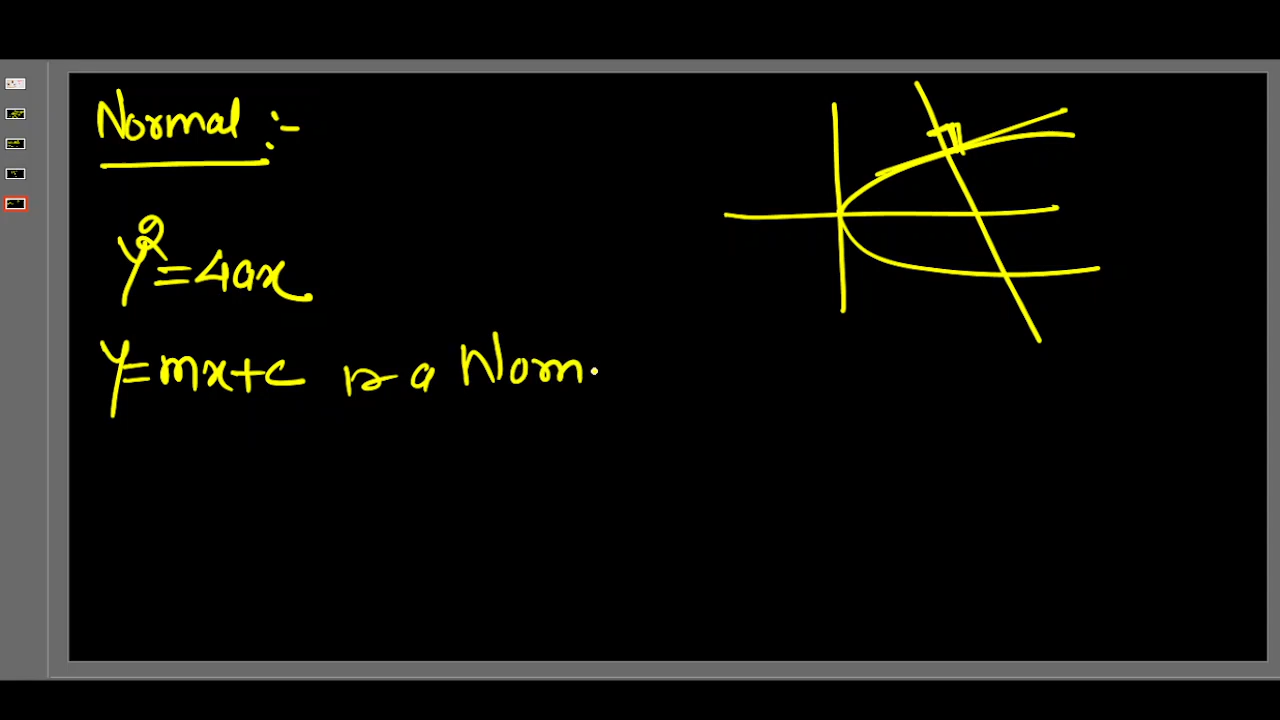 Normal :-
y²=4ax
y=mx+c is a Norm